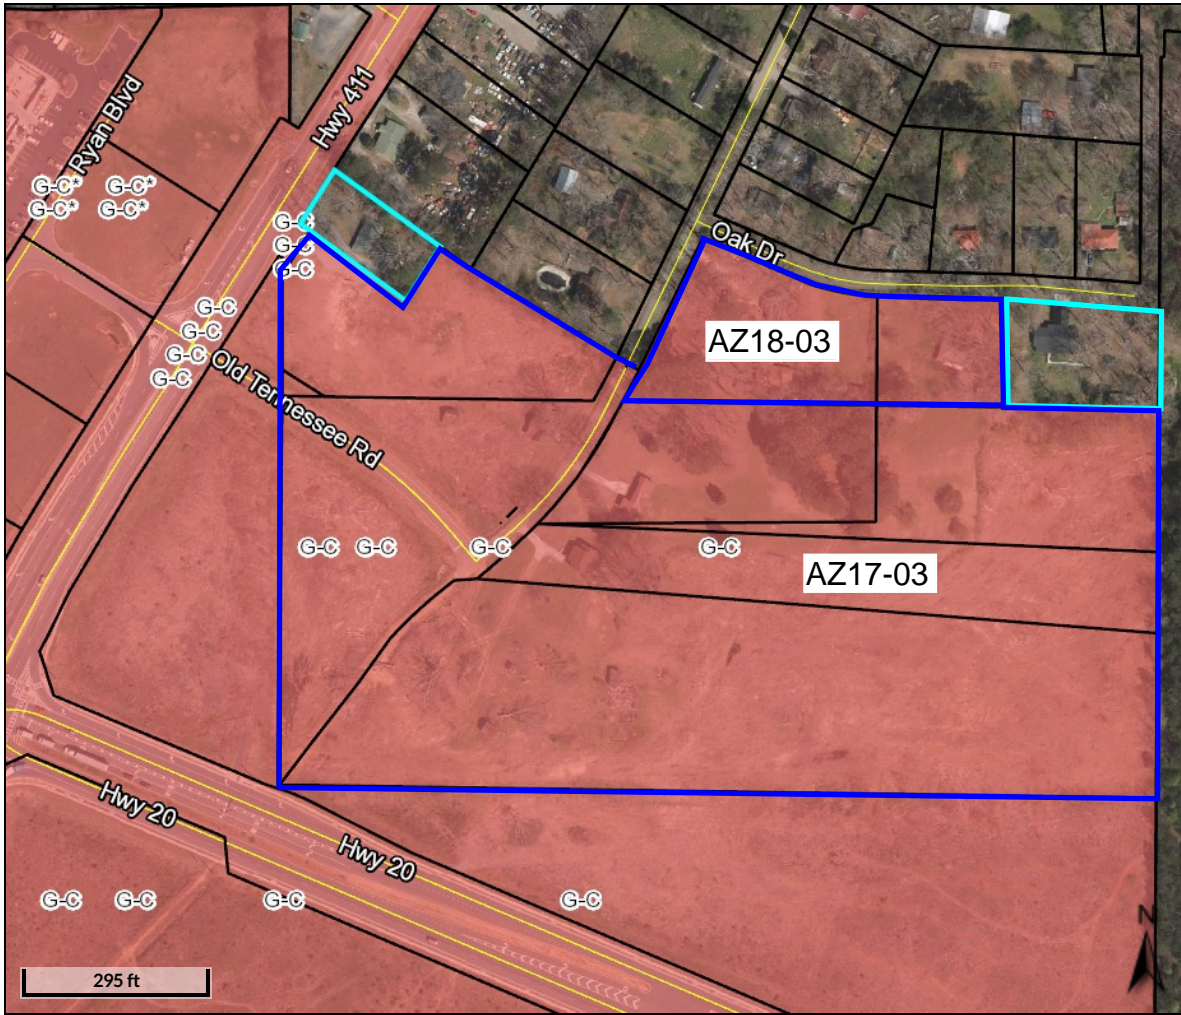 Ryan Blvd
Hwy 411
G-C* G-C*
G-C* G-C*
G-C
G-C
G-C
Oak Dr
G-C
G-C
G-C
G-C
AZ18-03
Old Tennessee Rd
G-C G-C G-C G-C
AZ17-03
Hwy 20
Hwy 20
G-C G-C G-C G-C
N
295 ft